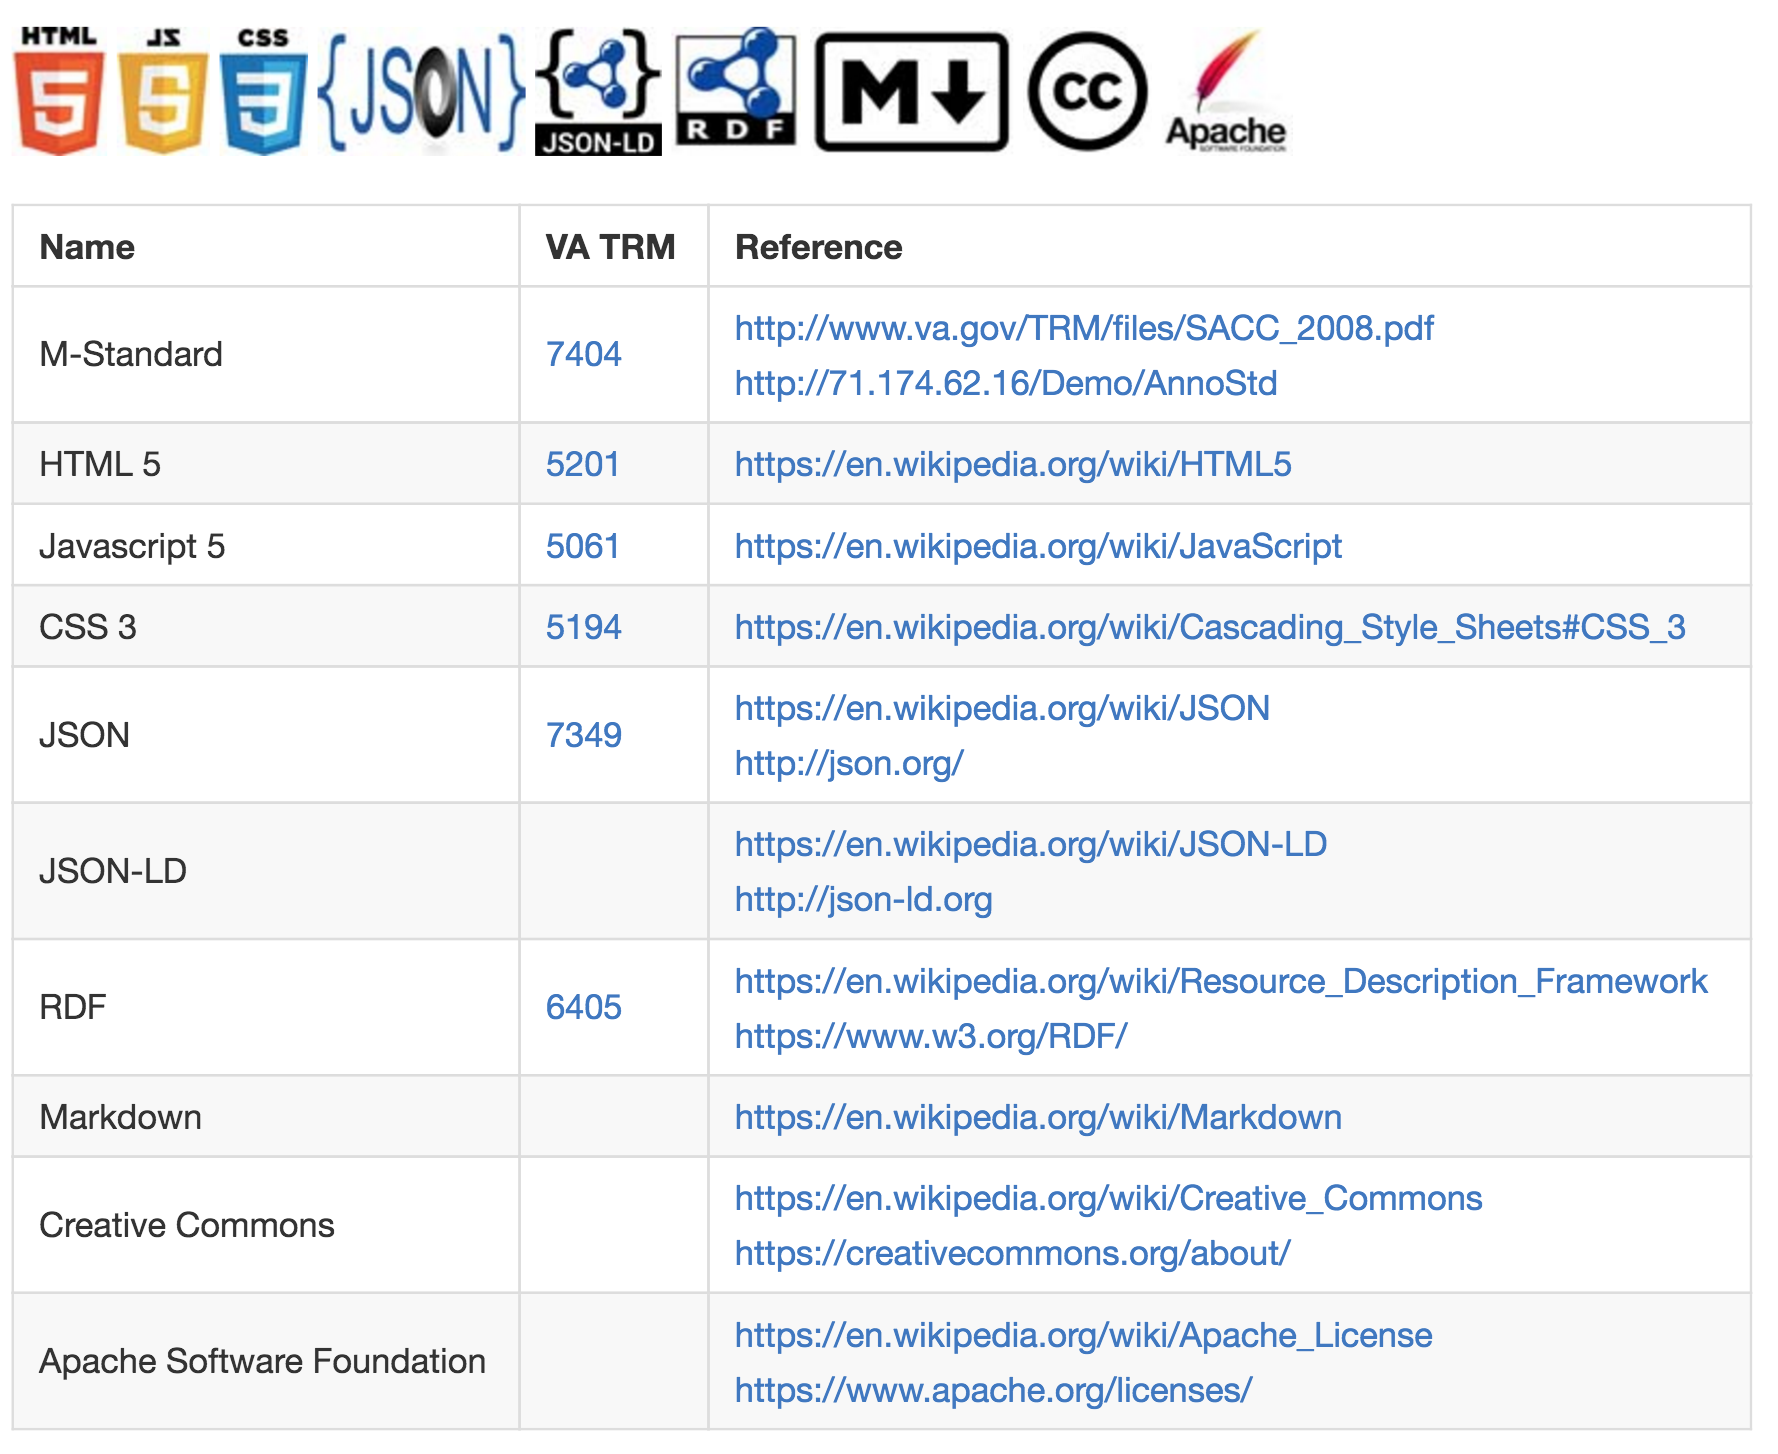 HTML JS CSS
5 5 3 {JSON} {} JSON-LD RDF M cc Apache
SOFTWARE FOUNDATION
Name VA TRM Reference
M-Standard 7404 http://www.va.gov/TRM/files/SACC_2008.pdf
http://71.174.62.16/Demo/AnnoStd
HTML 5 5201 https://en.wikipedia.org/wiki/HTML5
Javascript 5 5061 https://en.wikipedia.org/wiki/JavaScript
CSS 3 5194 https://en.wikipedia.org/wiki/Cascading_Style_Sheets#CSS_3
JSON 7349 https://en.wikipedia.org/wiki/JSON
http://json.org/
JSON-LD https://en.wikipedia.org/wiki/JSON-LD
http://json-ld.org
RDF 6405 https://en.wikipedia.org/wiki/Resource_Description_Framework
https://www.w3.org/RDF/
Markdown https://en.wikipedia.org/wiki/Markdown
Creative Commons https://en.wikipedia.org/wiki/Creative_Commons
https://creativecommons.org/about/
Apache Software Foundation https://en.wikipedia.org/wiki/Apache_License
https://www.apache.org/licenses/